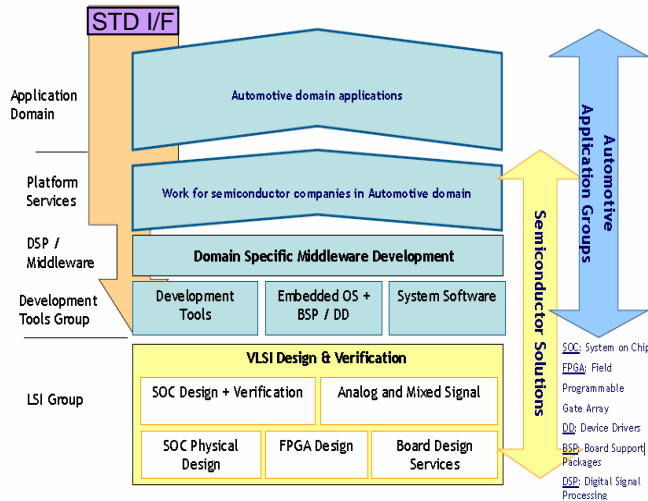 STD I/F
Application
Domain
Automotive domain applications
Platform
Services
Work for semiconductor companies in Automotive domain
DSP /
Middleware
Domain Specific Middleware Development
Development
Tools Group
Development
Tools
Embedded OS +
BSP / DD
System Software
LSI Group
VLSI Design & Verification
SOC Design + Verification
Analog and Mixed Signal
SOC Physical
Design
FPGA Design
Board Design
Services
Semiconductor Solutions
Automotive
Application Groups
SOC: System on Chip
FPGA: Field
Programmable
Gate Array
DD: Device Drivers
BSP: Board Support
Packages
DSP: Digital Signal
Processing